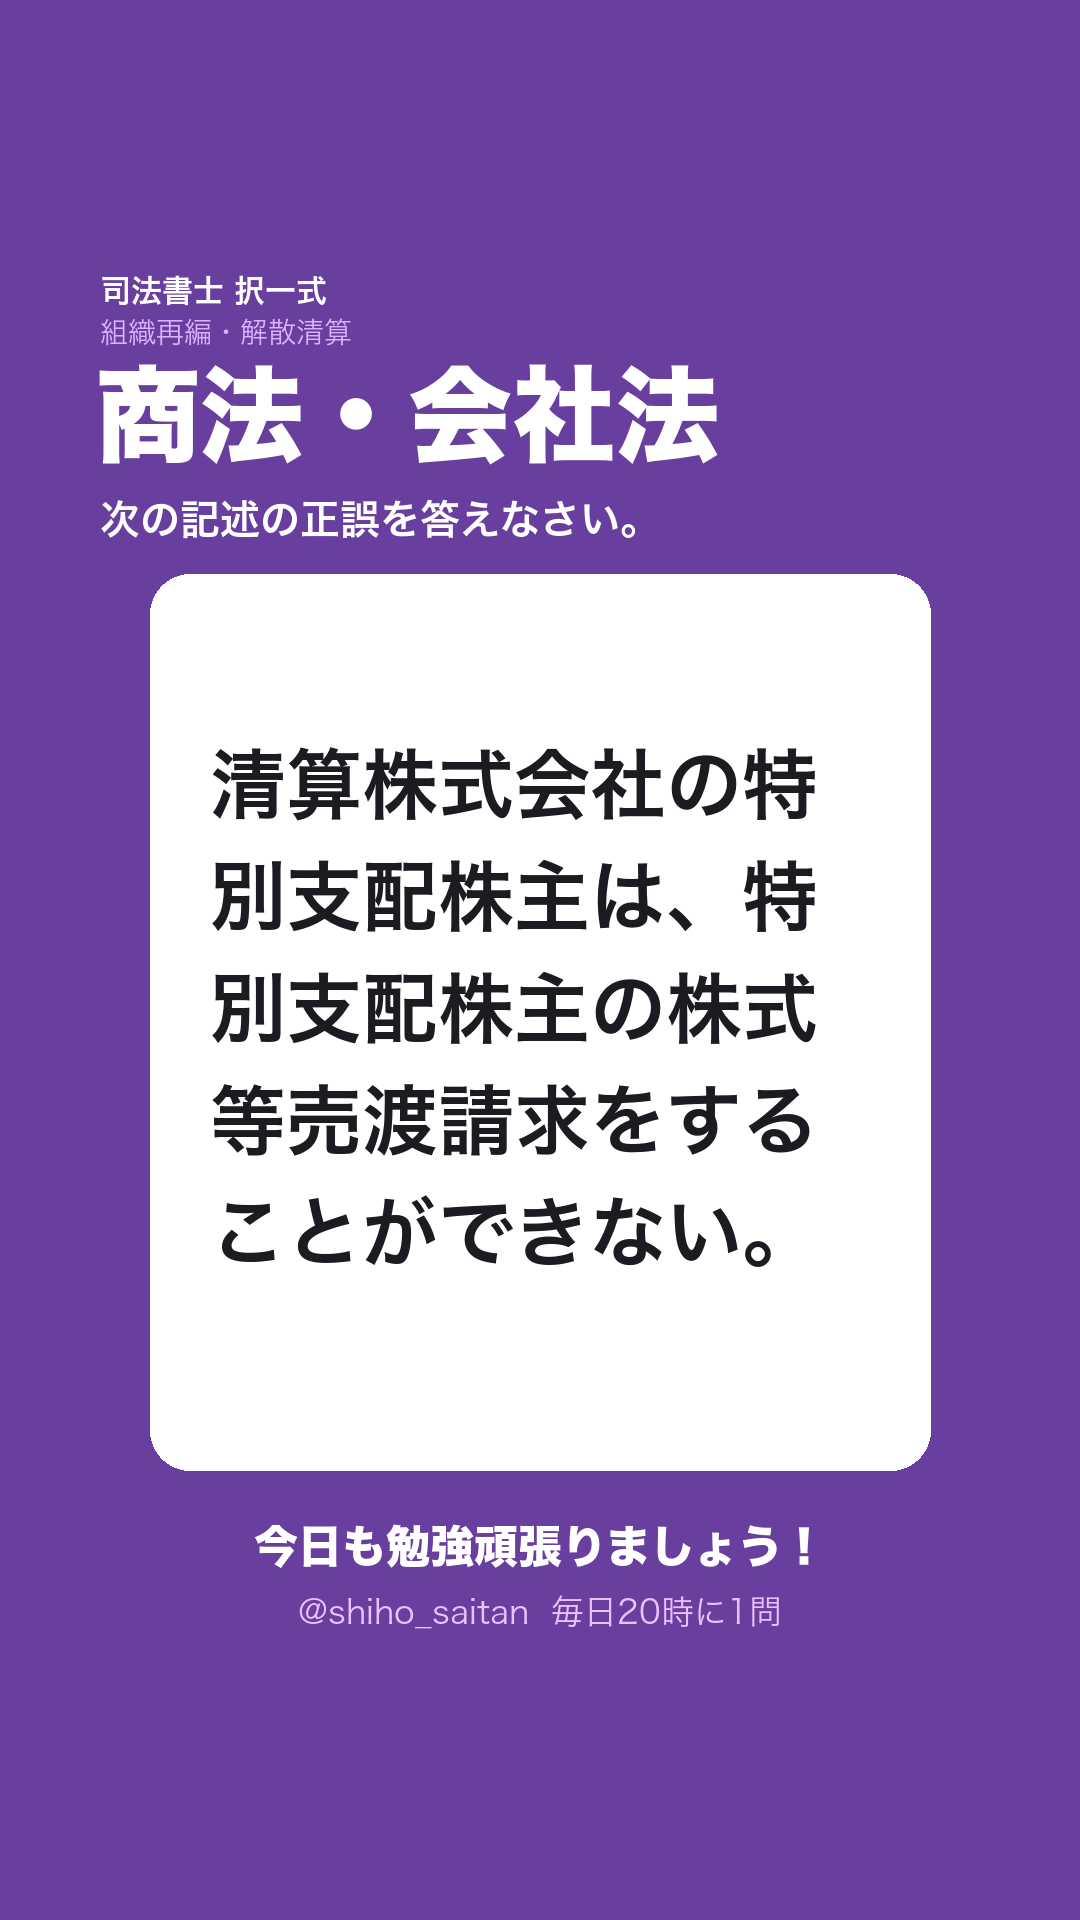 司法書士 択一式
組織再編・解散清算
商法・会社法
次の記述の正誤を答えなさい。
清算株式会社の特
別支配株主は、特
別支配株主の株式
等売渡請求をする
ことができない。
今日も勉強頑張りましょう！
@shiho_saitan 毎日20時に1問